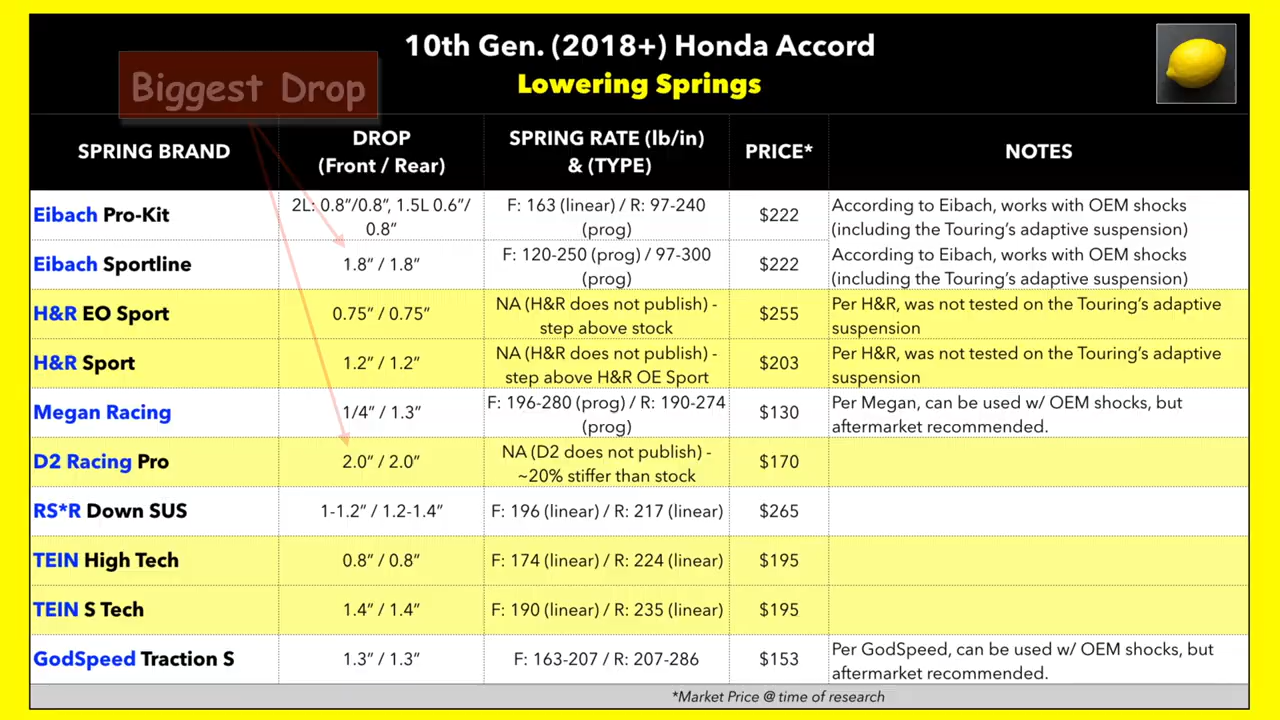 10th Gen. (2018+) Honda Accord
Lowering Springs
Biggest Drop
SPRING BRAND
DROP
(Front / Rear)
SPRING RATE (lb/in)
& (TYPE)
PRICE*
NOTES
Eibach Pro-Kit
2L: 0.8”/0.8”, 1.5L 0.6”/
0.8”
F: 163 (linear) / R: 97-240
(prog)
$222
According to Eibach, works with OEM shocks
(including the Touring’s adaptive suspension)
Eibach Sportline
1.8” / 1.8”
F: 120-250 (prog) / 97-300
(prog)
$222
According to Eibach, works with OEM shocks
(including the Touring’s adaptive suspension)
H&R EO Sport
0.75” / 0.75”
NA (H&R does not publish) -
step above stock
$255
Per H&R, was not tested on the Touring’s adaptive
suspension
H&R Sport
1.2” / 1.2”
NA (H&R does not publish) -
step above H&R OE Sport
$203
Per H&R, was not tested on the Touring’s adaptive
suspension
Megan Racing
1/4” / 1.3”
F: 196-280 (prog) / R: 190-274
(prog)
$130
Per Megan, can be used w/ OEM shocks, but
aftermarket recommended.
D2 Racing Pro
2.0” / 2.0”
NA (D2 does not publish) -
~20% stiffer than stock
$170
RS*R Down SUS
1-1.2” / 1.2-1.4”
F: 196 (linear) / R: 217 (linear)
$265
TEIN High Tech
0.8” / 0.8”
F: 174 (linear) / R: 224 (linear)
$195
TEIN S Tech
1.4” / 1.4”
F: 190 (linear) / R: 235 (linear)
$195
GodSpeed Traction S
1.3” / 1.3”
F: 163-207 / R: 207-286
$153
Per GodSpeed, can be used w/ OEM shocks, but
aftermarket recommended.
*Market Price @ time of research